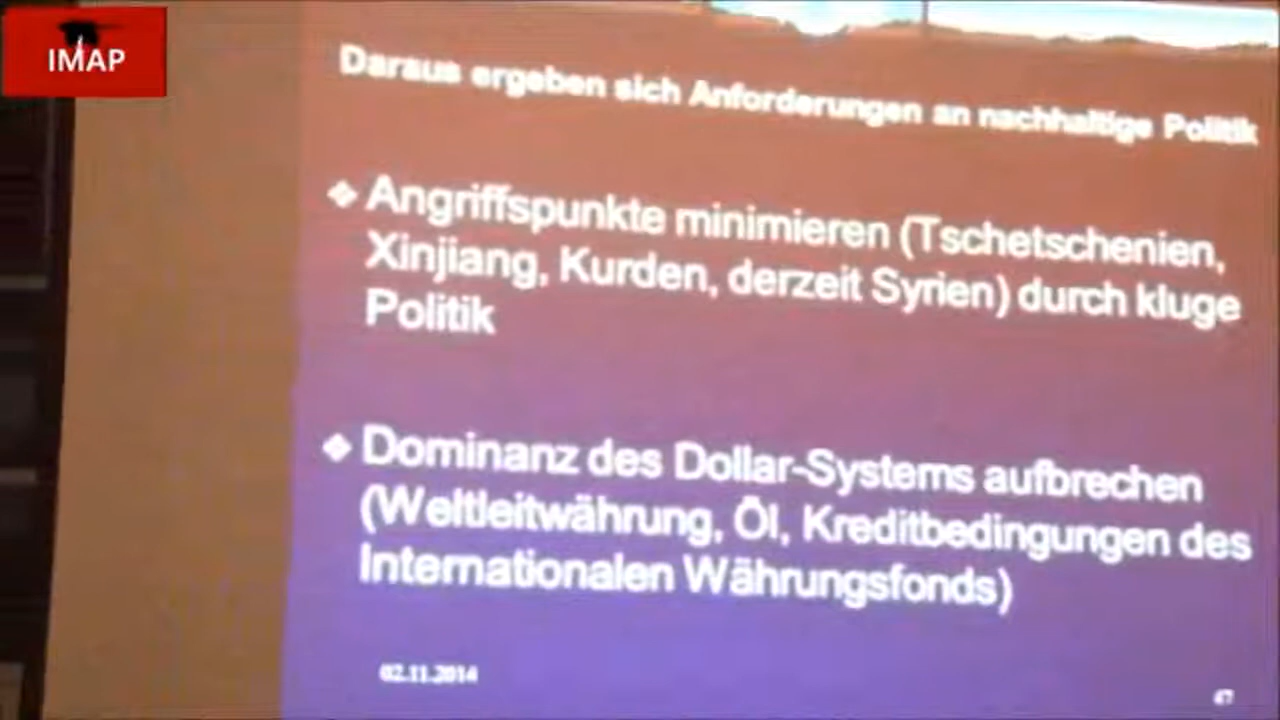 IMAP
Daraus ergeben sich Anforderungen an nachhaltige Politik
❖ Angriffspunkte minimieren (Tschetschenien,
Xinjiang, Kurden, derzeit Syrien) durch kluge
Politik
❖ Dominanz des Dollar-Systems aufbrechen
(Weltleitwährung, Öl, Kreditbedingungen des
Internationalen Währungsfonds)
02.11.2014